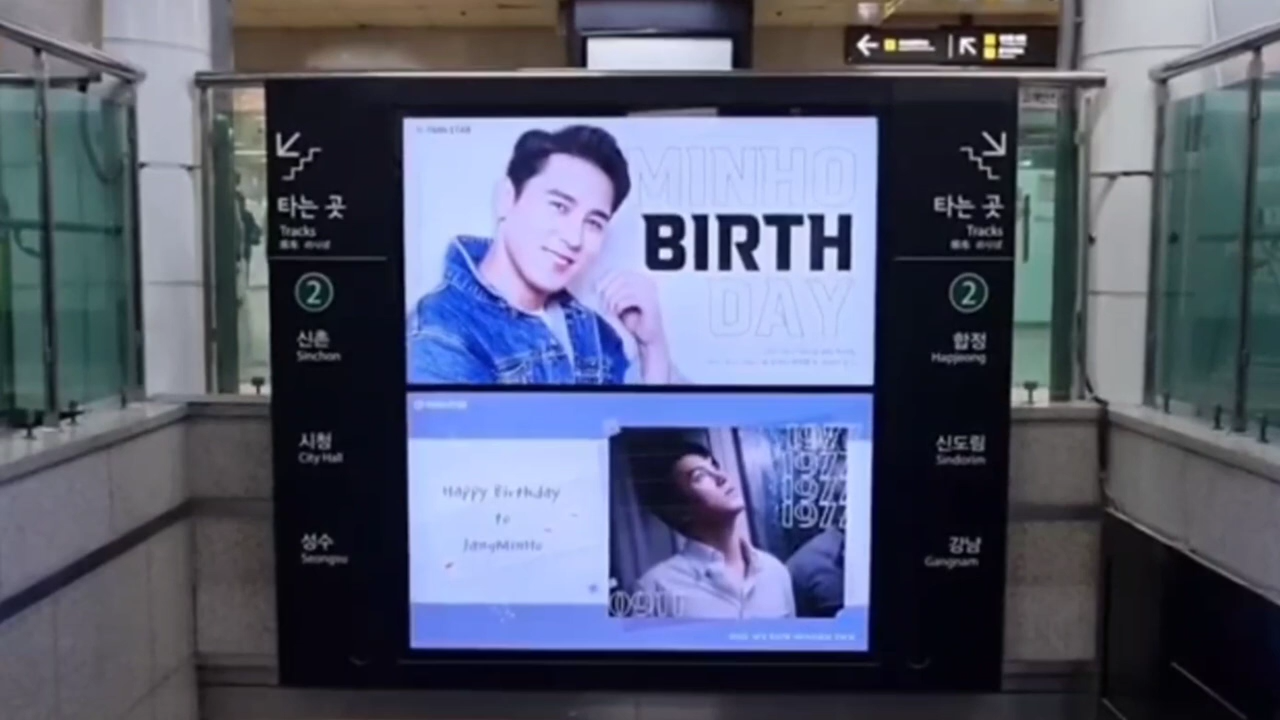 타는 곳
Tracks
2
신촌
Sinchon
시청
City Hall
성수
Seongsu
MINHO
BIRTH
DAY
Happy Birthday
to
JangMinHo
1977
1977
1977
1977
타는 곳
Tracks
2
합정
Hapjeong
신도림
Sindorim
강남
Gangnam